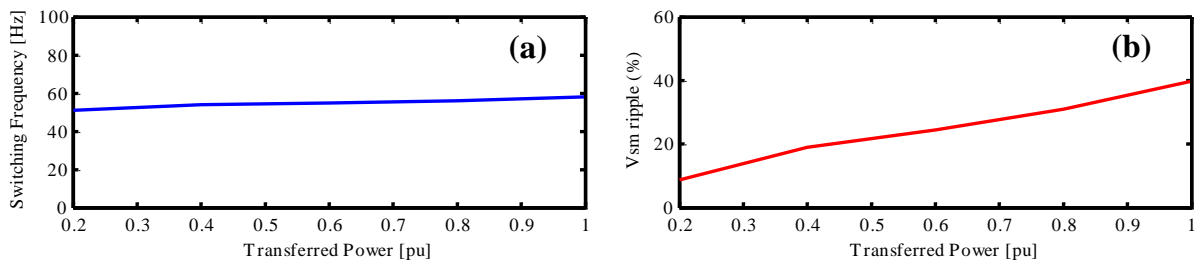 Switching Frequency [Hz]
100
80
60
40
20
0
(a)
0.2 0.3 0.4 0.5 0.6 0.7 0.8 0.9 1
Transferred Power [pu]
Vsm ripple (%)
60
40
20
0
(b)
0.2 0.3 0.4 0.5 0.6 0.7 0.8 0.9 1
Transferred Power [pu]